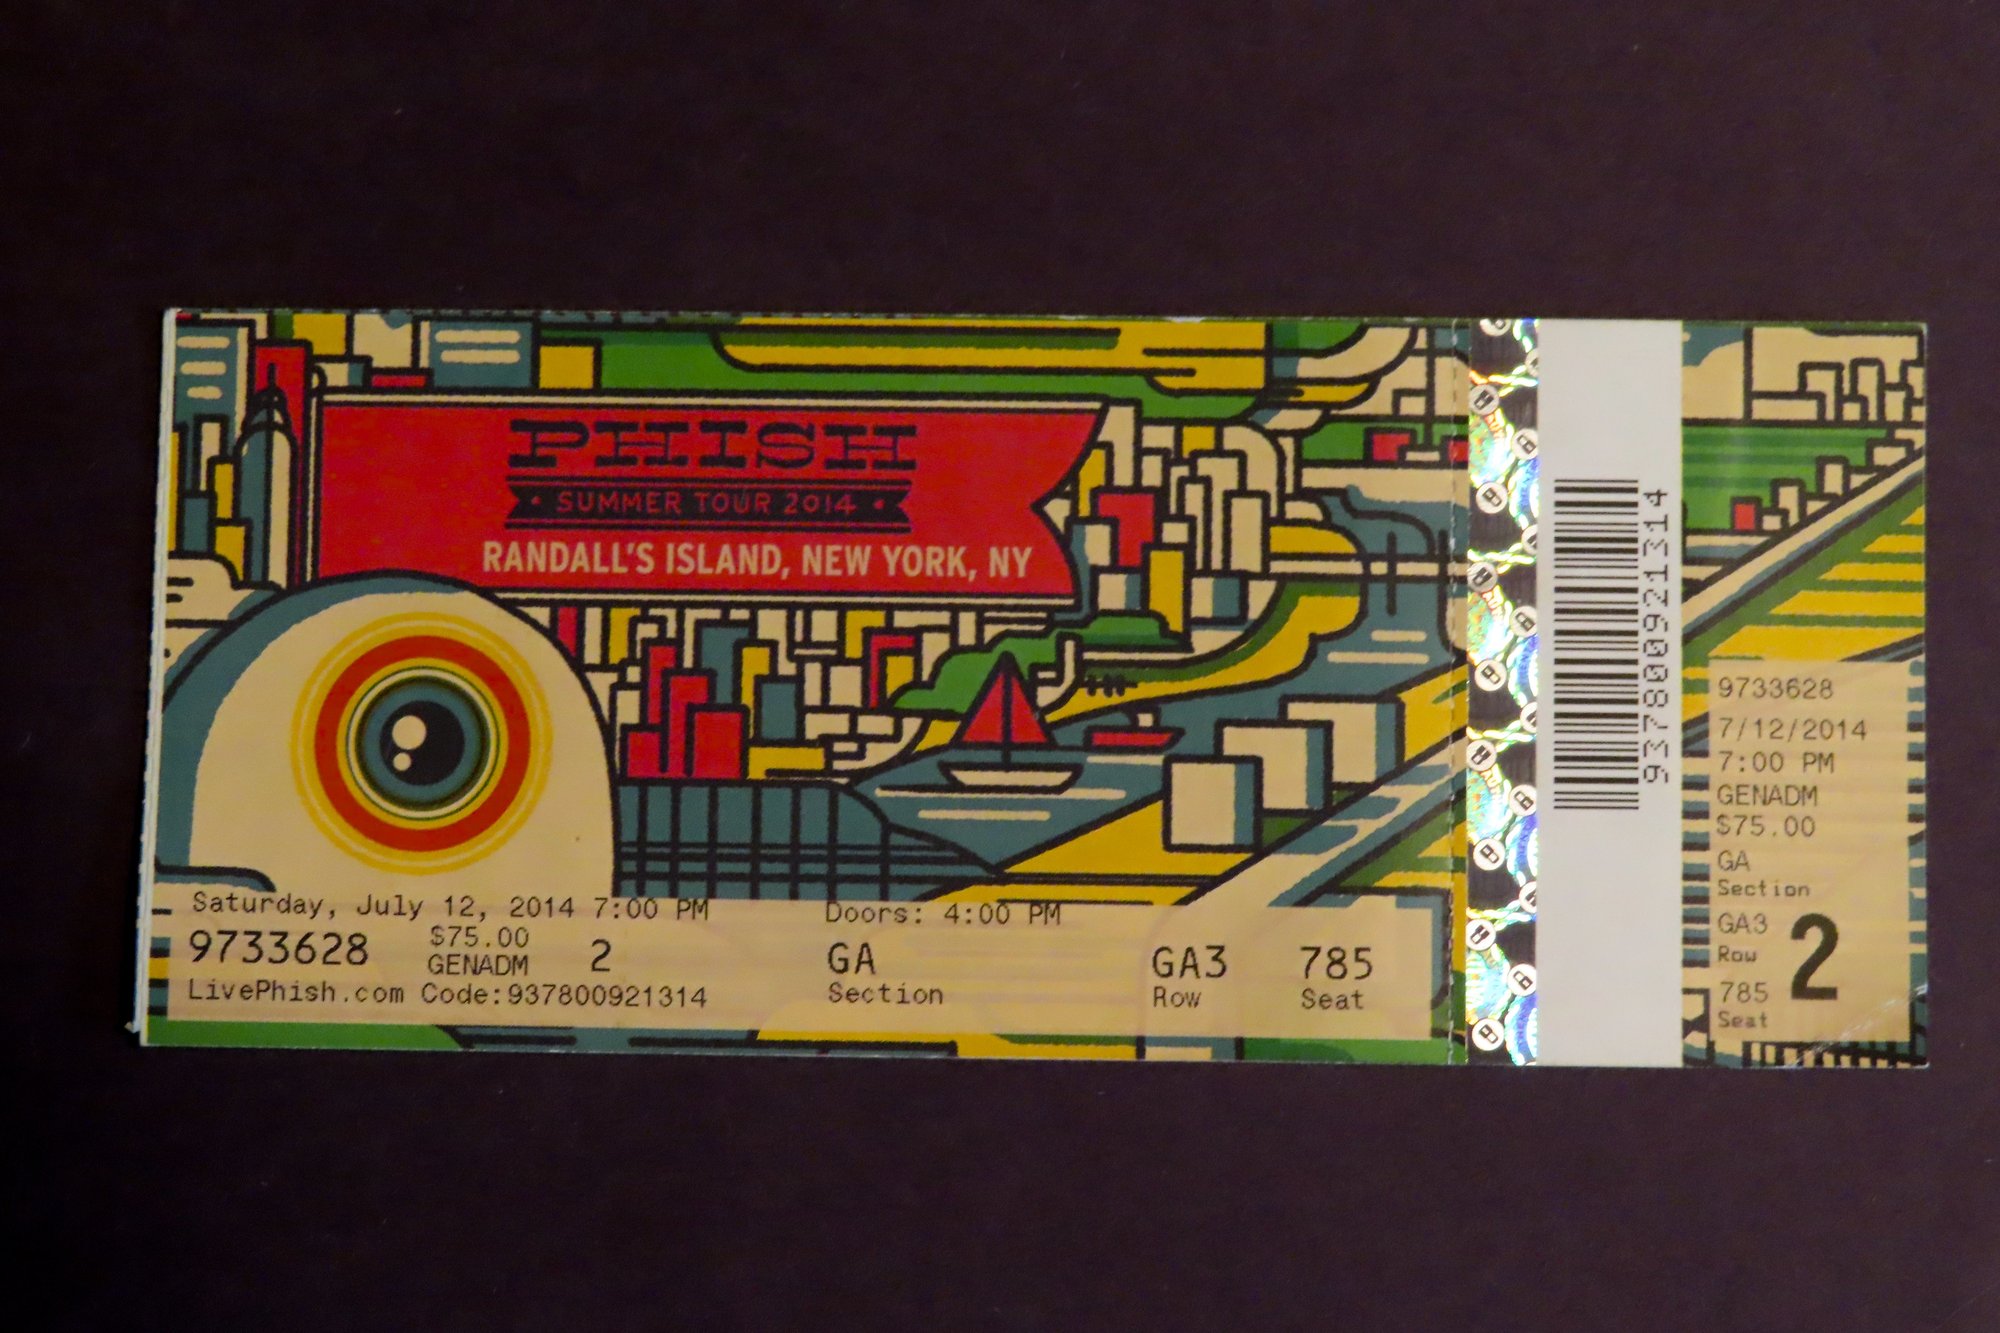 PHISH
SUMMER TOUR 2014
RANDALL'S ISLAND, NEW YORK, NY
Saturday, July 12, 2014 7:00 PM Doors: 4:00 PM
9733628 $75.00 GENADM 2 GA Section GA3 Row 785 Seat
LivePhish.com Code:937800921314
937800921314
9733628
7/12/2014
7:00 PM
GENADM
$75.00
GA
Section
GA3
Row
785
Seat
2